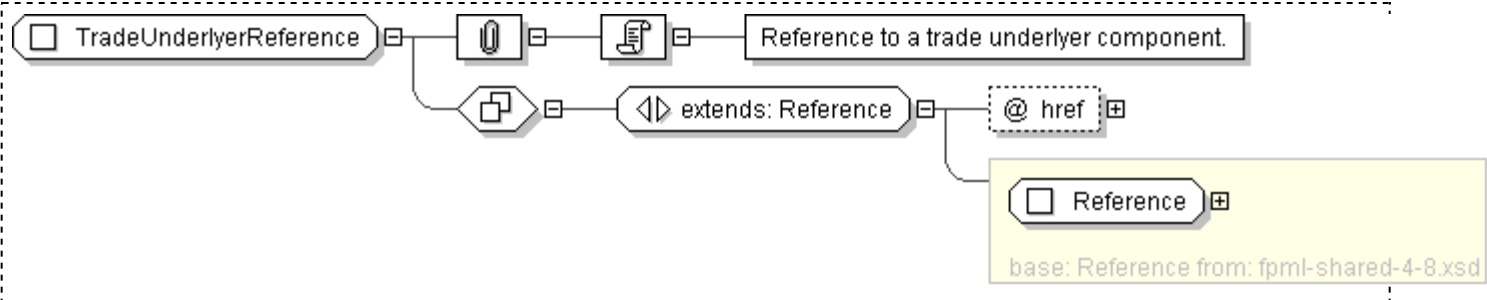 TradeUnderlyerReference
Reference to a trade underlyer component.
extends: Reference
@ href
Reference
base: Reference from: fpml-shared-4-8.xsd